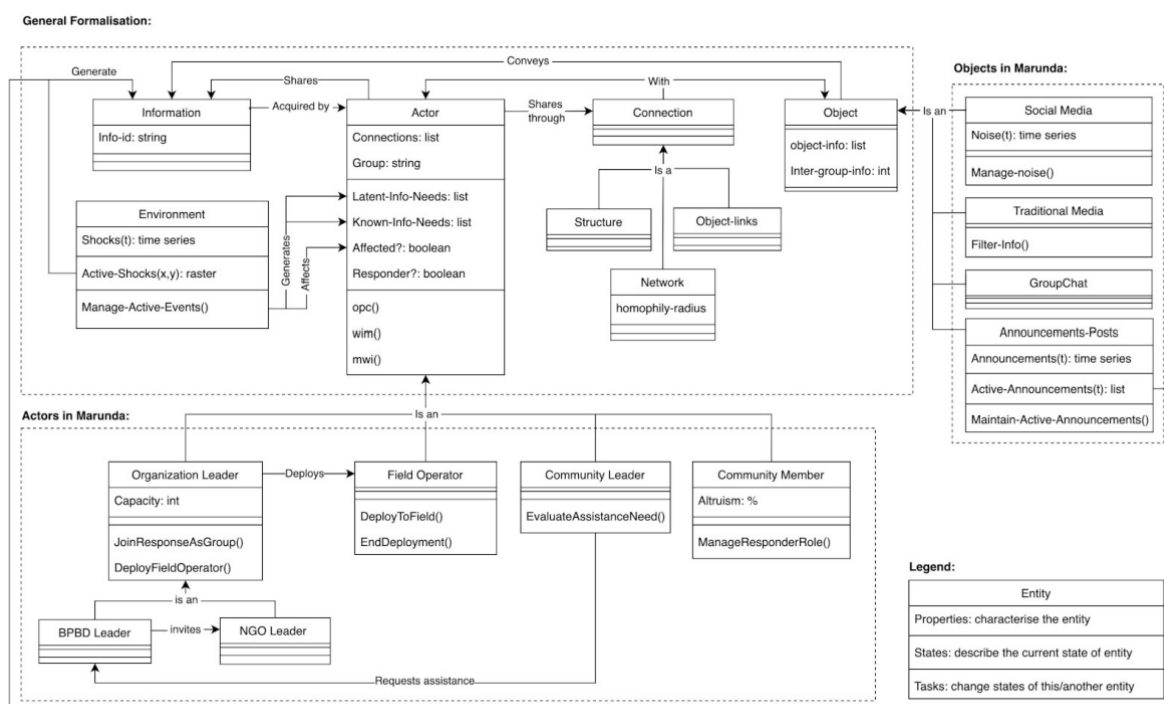 General Formalisation:
Generate
Conveys
Shares
With
Acquired by
Shares
through
Information
Info-id: string
Actor
Connections: list
Group: string
Latent-Info-Needs: list
Known-Info-Needs: list
Affected?: boolean
Responder?: boolean
opc()
wim()
mwi()
Connection
Is a
Structure
Object-links
Network
homophily-radius
Object
object-info: list
Inter-group-info: int
Environment
Shocks(t): time series
Active-Shocks(x,y): raster
Manage-Active-Events()
Generates
Affects
Objects in Marunda:
Is an
Social Media
Noise(t): time series
Manage-noise()
Traditional Media
Filter-Info()
GroupChat
Announcements-Posts
Announcements(t): time series
Active-Announcements(t): list
Maintain-Active-Announcements()
Actors in Marunda:
Is an
Organization Leader
Capacity: int
JoinResponseAsGroup()
DeployFieldOperator()
Deploys
Field Operator
DeployToField()
EndDeployment()
Community Leader
EvaluateAssistanceNeed()
Community Member
Altruism: %
ManageResponderRole()
is an
BPBD Leader
invites
NGO Leader
Requests assistance
Legend:
Entity
Properties: characterise the entity
States: describe the current state of entity
Tasks: change states of this/another entity